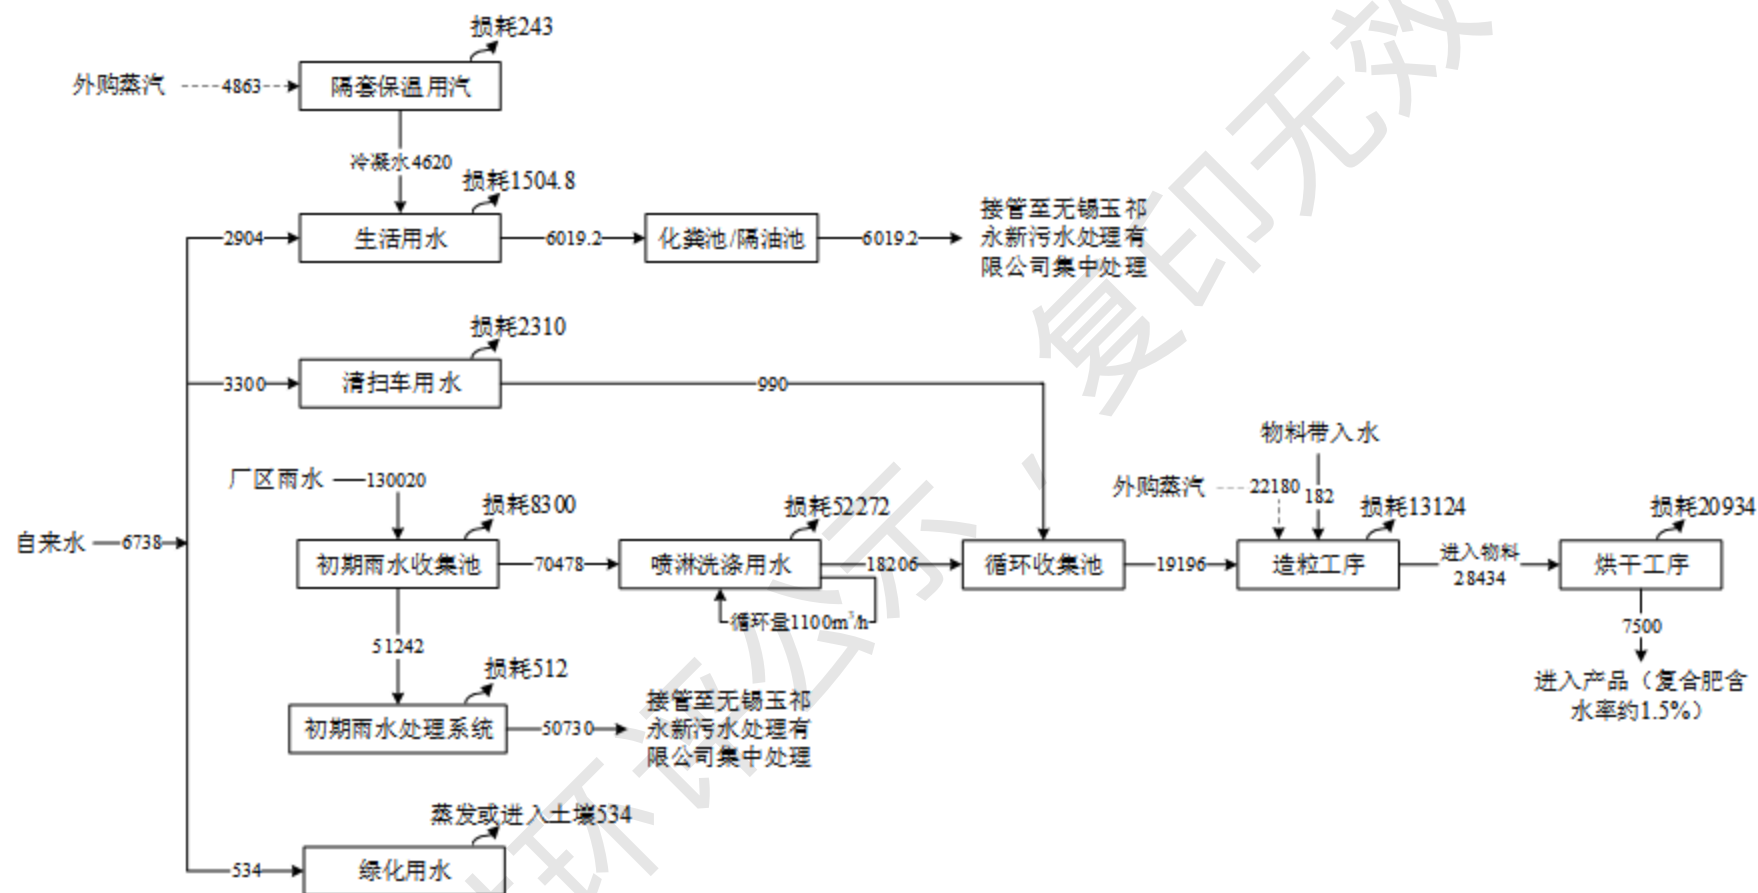 损耗243
外购蒸汽
4863
隔套保温用汽
冷凝水4620
损耗1504.8
2904
生活用水
6019.2
化粪池/隔油池
6019.2
接管至无锡玉祁
永新污水处理有
限公司集中处理
损耗2310
3300
清扫车用水
990
物料带入水
厂区雨水
130020
外购蒸汽
22180
182
损耗8300
损耗52272
损耗13124
损耗20934
自来水
6738
初期雨水收集池
70478
喷淋洗涤用水
18206
循环收集池
19196
造粒工序
进入物料
28434
烘干工序
循环量1100m³/h
7500
51242
损耗512
进入产品（复合肥含
水率约1.5%）
初期雨水处理系统
50730
接管至无锡玉祁
永新污水处理有
限公司集中处理
蒸发或进入土壤534
534
绿化用水
环评公示，复印无效